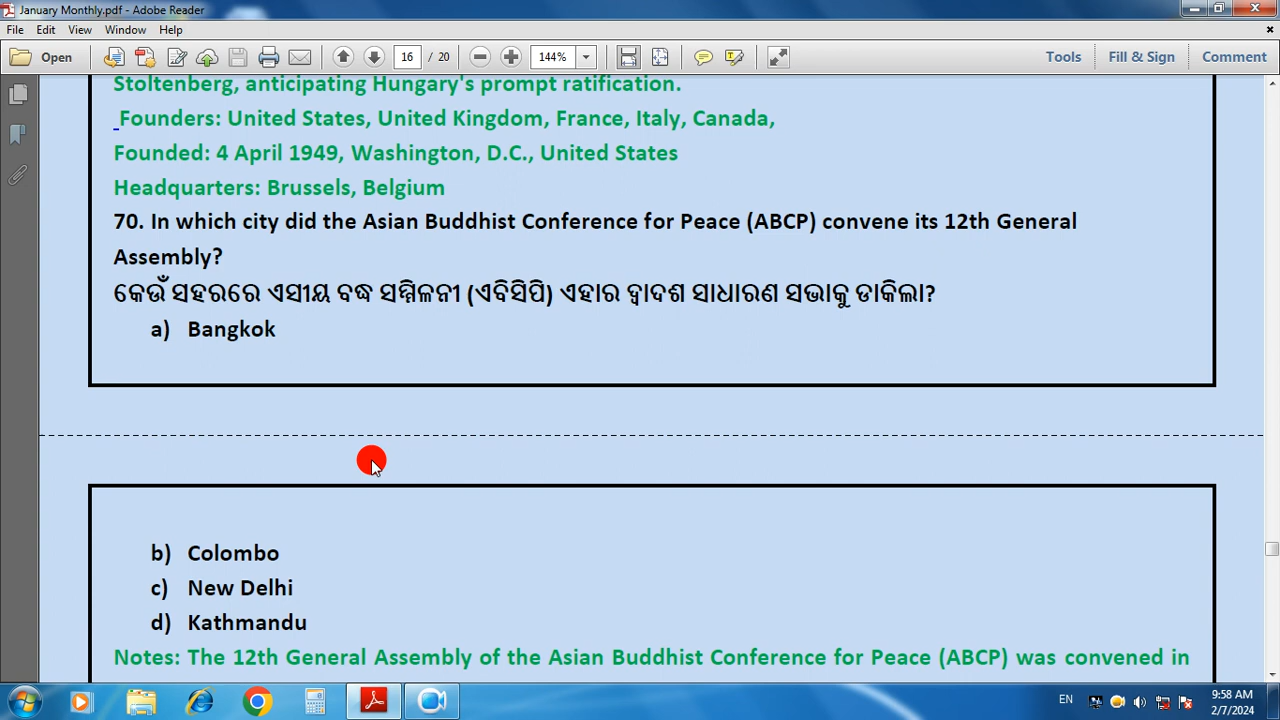 January Monthly.pdf - Adobe Reader
File Edit View Window Help
Open 16 / 20 144% Tools Fill & Sign Comment
Stoltenberg, anticipating Hungary's prompt ratification.
Founders: United States, United Kingdom, France, Italy, Canada,
Founded: 4 April 1949, Washington, D.C., United States
Headquarters: Brussels, Belgium
70. In which city did the Asian Buddhist Conference for Peace (ABCP) convene its 12th General
Assembly?
କେଉଁ ସହରରେ ଏସୀୟ ବଦ୍ଧ ସମ୍ମିଳନୀ (ଏବିସିପି) ଏହାର ଦ୍ୱାଦଶ ସାଧାରଣ ସଭାକୁ ଡାକିଲା?
a) Bangkok
b) Colombo
c) New Delhi
d) Kathmandu
Notes: The 12th General Assembly of the Asian Buddhist Conference for Peace (ABCP) was convened in
EN 9:58 AM
2/7/2024